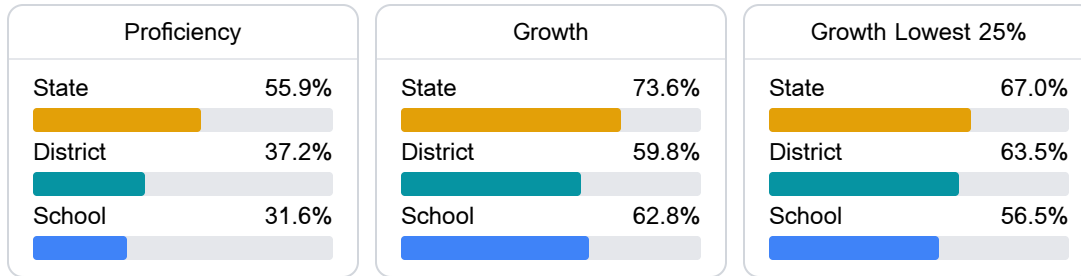 Proficiency
State 55.9%
District 37.2%
School 31.6%
Growth
State 73.6%
District 59.8%
School 62.8%
Growth Lowest 25%
State 67.0%
District 63.5%
School 56.5%